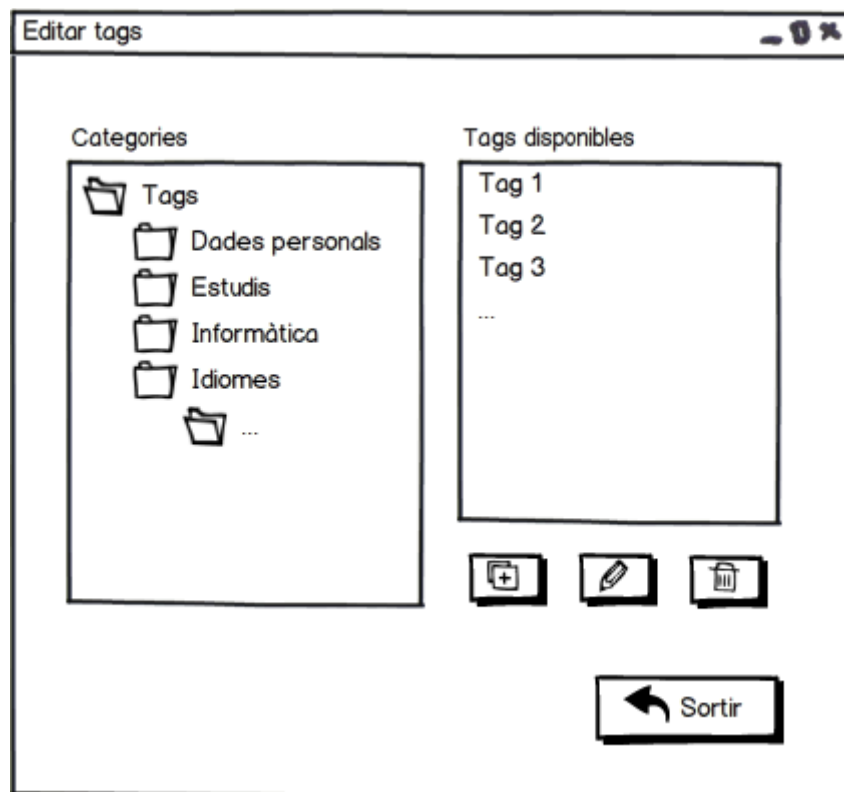 Editar tags
Categories
Tags
Dades personals
Estudis
Informàtica
Idiomes
...
Tags disponibles
Tag 1
Tag 2
Tag 3
...
Sortir